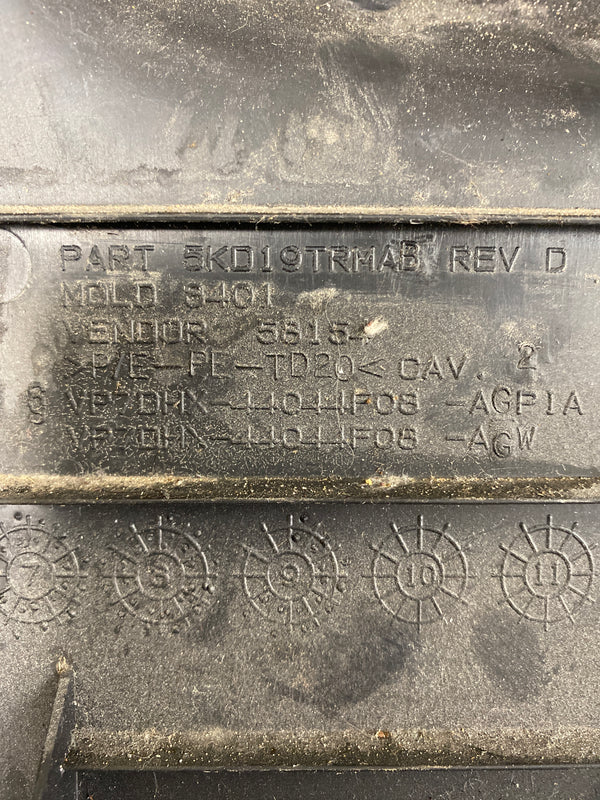 PART 5KD19TRMAB REV D
MOLD 8401
VENDOR 58154
>P/E-PE-TD20< CAV. 2
VP7DHX-44044F08 -AGP1A
VP7DHX-44044F08 -AGW
7 8 9 10 11